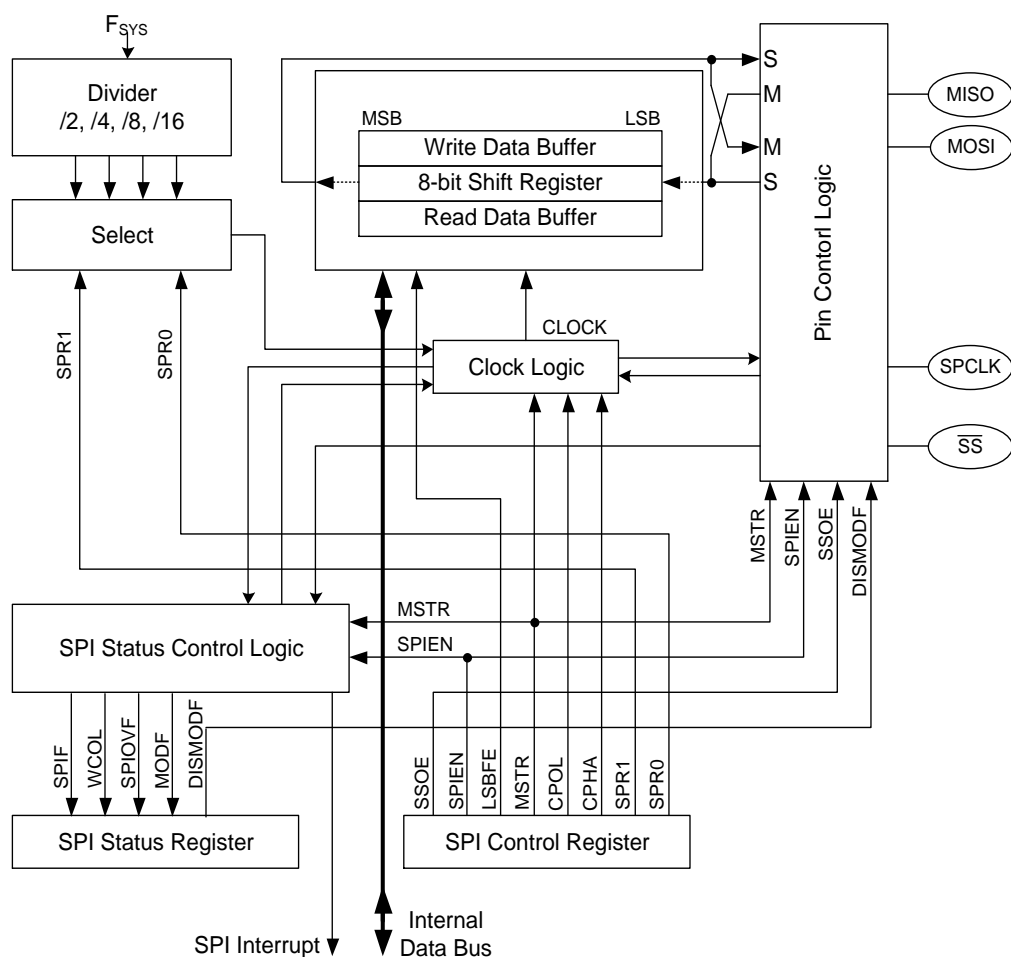 FSYS
Divider
/2, /4, /8, /16
Select
SPR1
SPR0
MSB
LSB
Write Data Buffer
8-bit Shift Register
Read Data Buffer
S
M
M
S
Pin Contorl Logic
MISO
MOSI
SPCLK
SS
CLOCK
Clock Logic
MSTR
SPIEN
SSOE
DISMODF
MSTR
SPIEN
SPI Status Control Logic
SPIF
WCOL
SPIOVF
MODF
DISMODF
SSOE
SPIEN
LSBFE
MSTR
CPOL
CPHA
SPR1
SPR0
SPI Status Register
SPI Control Register
SPI Interrupt
Internal
Data Bus